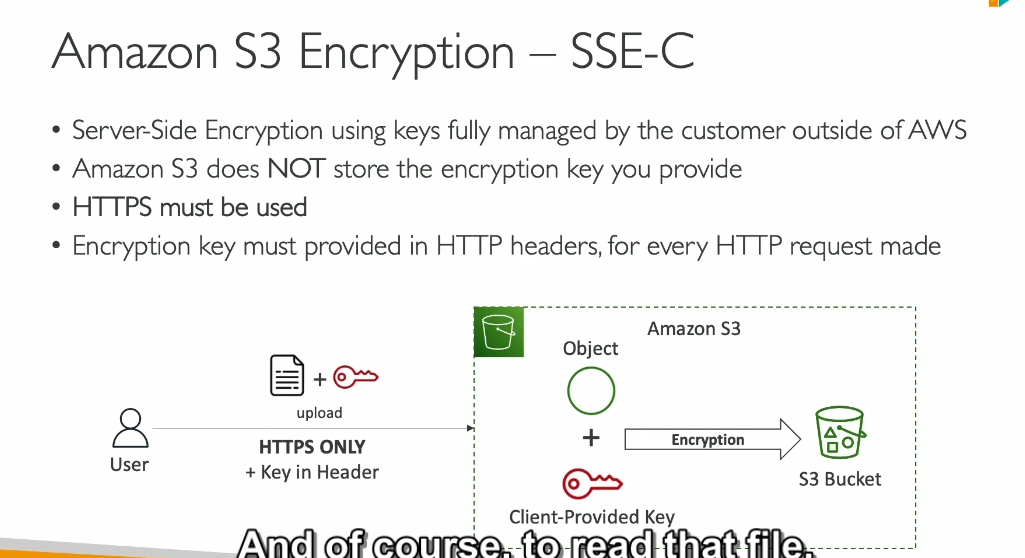 Amazon S3 Encryption – SSE-C
• Server-Side Encryption using keys fully managed by the customer outside of AWS
• Amazon S3 does NOT store the encryption key you provide
• HTTPS must be used
• Encryption key must provided in HTTP headers, for every HTTP request made
Amazon S3
Object
+
upload
HTTPS ONLY
+ Key in Header
User
+
Encryption
S3 Bucket
Client-Provided Key
And of course, to read that file,